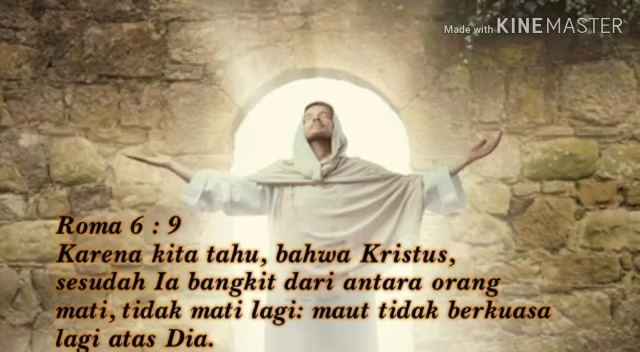 Made with KINEMASTER
Roma 6 : 9
Karena kita tahu, bahwa Kristus,
sesudah Ia bangkit dari antara orang
mati, tidak mati lagi: maut tidak berkuasa
lagi atas Dia.